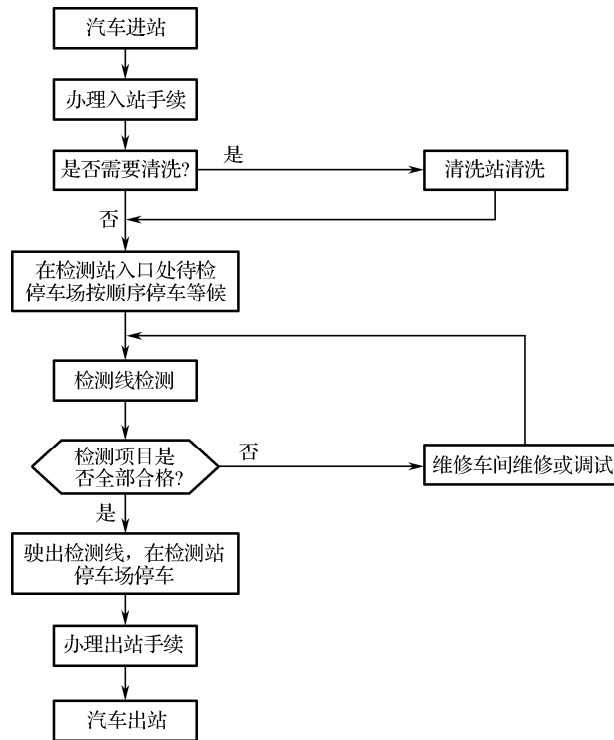 汽车进站
办理入站手续
是否需要清洗?
是
清洗站清洗
否
在检测站入口处待检
停车场按顺序停车等候
检测线检测
检测项目是
否全部合格?
否
维修车间维修或调试
是
驶出检测线，在检测站
停车场停车
办理出站手续
汽车出站